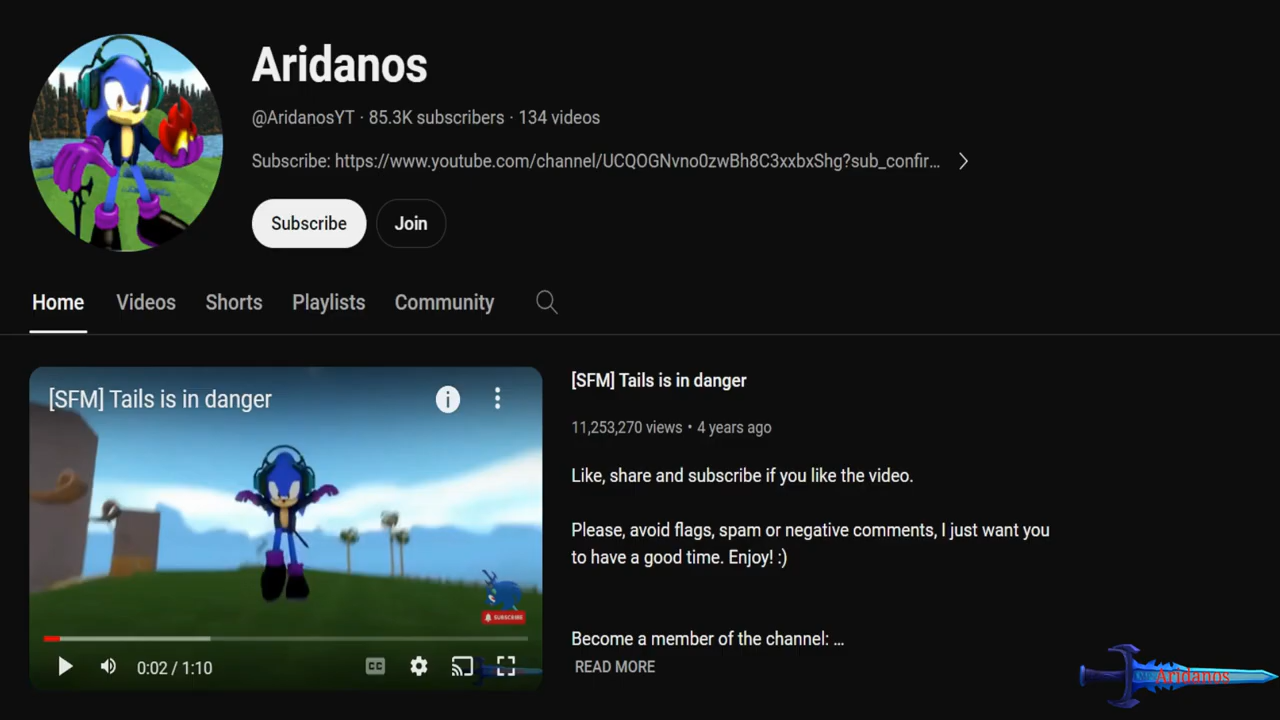 Aridanos
@AridanosYT · 85.3K subscribers · 134 videos
Subscribe: https://www.youtube.com/channel/UCQOGNvno0zwBh8C3xxbxShg?sub_confir...
Subscribe
Join
Home
Videos
Shorts
Playlists
Community
[SFM] Tails is in danger
SUBSCRIBE
0:02 / 1:10
CC
[SFM] Tails is in danger
11,253,270 views • 4 years ago
Like, share and subscribe if you like the video.
Please, avoid flags, spam or negative comments, I just want you
to have a good time. Enjoy! :)
Become a member of the channel: ...
READ MORE
Aridanos